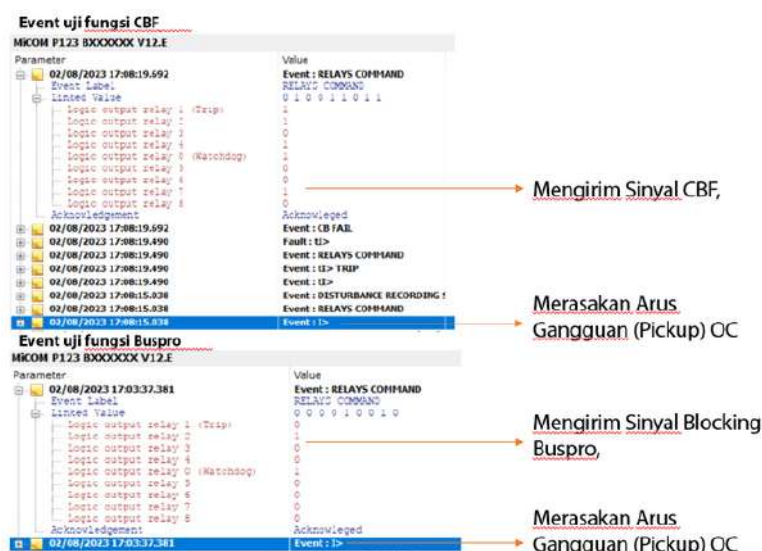 Event uji fungsi CBF
MiCOM P123 BXXXXXX V12.E
Parameter Value
02/08/2023 17:08:19.692 Event : RELAYS COMMAND
Event Label RELAYS COMMAND
Linked Value 0 1 0 0 1 1 0 1 1
Logic output relay 1 (Trip) 1
Logic output relay 2 1
Logic output relay 3 0
Logic output relay 4 1
Logic output relay 0 (Watchdog) 1
Logic output relay 5 0
Logic output relay 6 0
Logic output relay 7 1
Logic output relay 8 0
Acknowledgement Acknowleged
Mengirim Sinyal CBF,
02/08/2023 17:08:19.692 Event : CB FAIL
02/08/2023 17:08:19.490 Fault : tI>
02/08/2023 17:08:19.490 Event : RELAYS COMMAND
02/08/2023 17:08:19.490 Event : tI> TRIP
02/08/2023 17:08:19.490 Event : tI>
02/08/2023 17:08:15.038 Event : DISTURBANCE RECORDING
02/08/2023 17:08:15.038 Event : RELAYS COMMAND
02/08/2023 17:08:15.038 Event : I>
Merasakan Arus
Gangguan (Pickup) OC
Event uji fungsi Buspro
MiCOM P123 BXXXXXX V12.E
Parameter Value
02/08/2023 17:03:37.381 Event : RELAYS COMMAND
Event Label RELAYS COMMAND
Linked Value 0 0 0 0 1 0 0 1 0
Logic output relay 1 (Trip) 0
Logic output relay 2 1
Logic output relay 3 0
Logic output relay 4 0
Logic output relay 0 (Watchdog) 1
Logic output relay 5 0
Logic output relay 6 0
Logic output relay 7 0
Logic output relay 8 0
Acknowledgement Acknowleged
Mengirim Sinyal Blocking
Buspro,
02/08/2023 17:03:37.381 Event : I>
Merasakan Arus
Gangguan (Pickup) OC